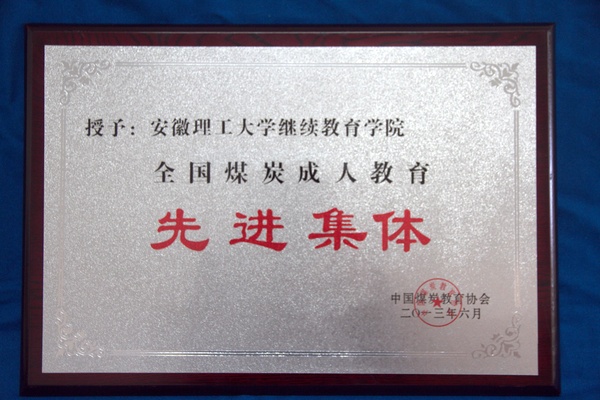 授予：安徽理工大学继续教育学院
全国煤炭成人教育
先进集体
中国煤炭教育协会
二〇一三年六月